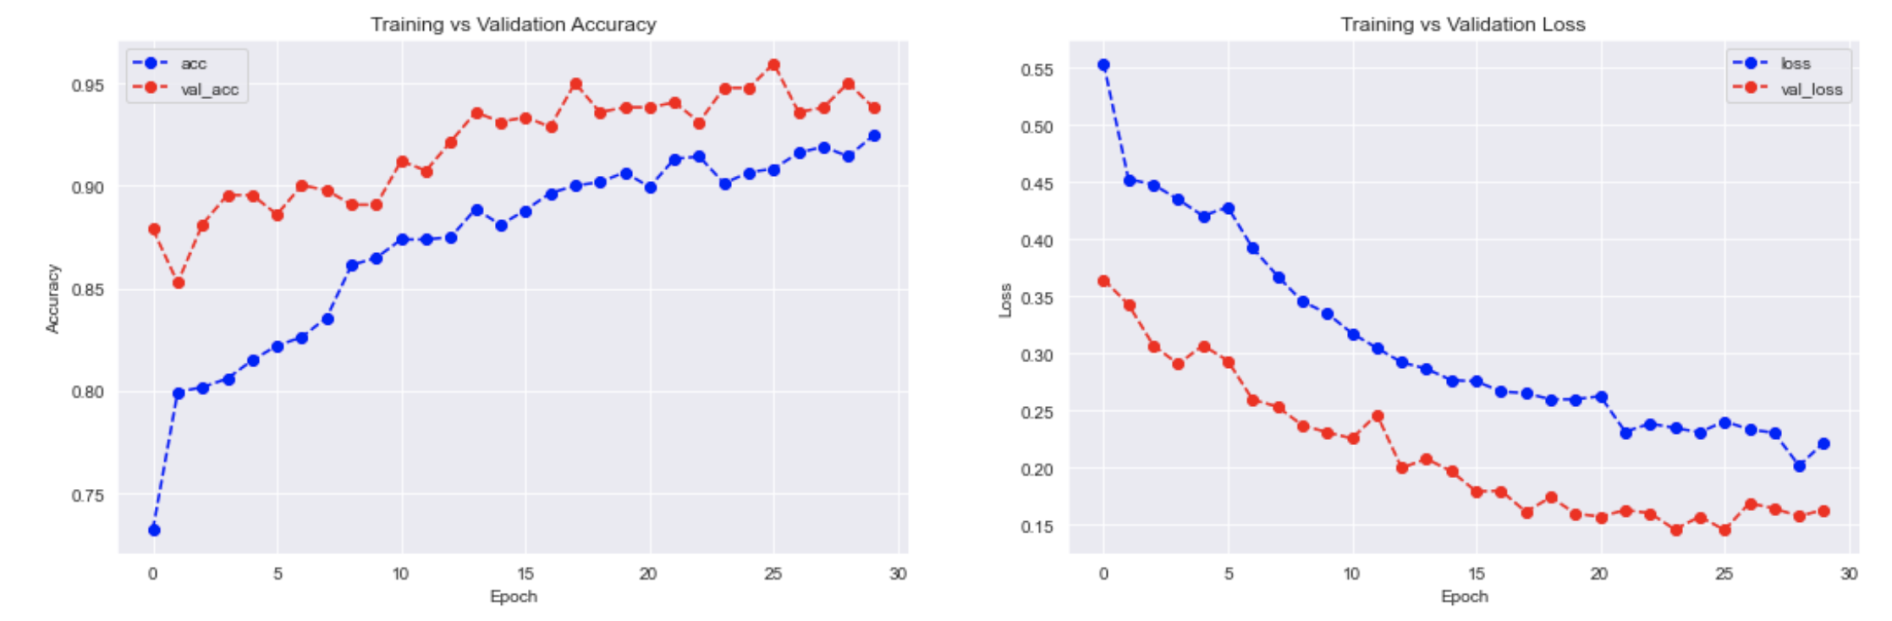 Training vs Validation Accuracy
acc
val_acc
0.95
0.90
0.85
0.80
0.75
Accuracy
0 5 10 15 20 25 30
Epoch
Training vs Validation Loss
loss
val_loss
0.55
0.50
0.45
0.40
0.35
0.30
0.25
0.20
0.15
Loss
0 5 10 15 20 25 30
Epoch